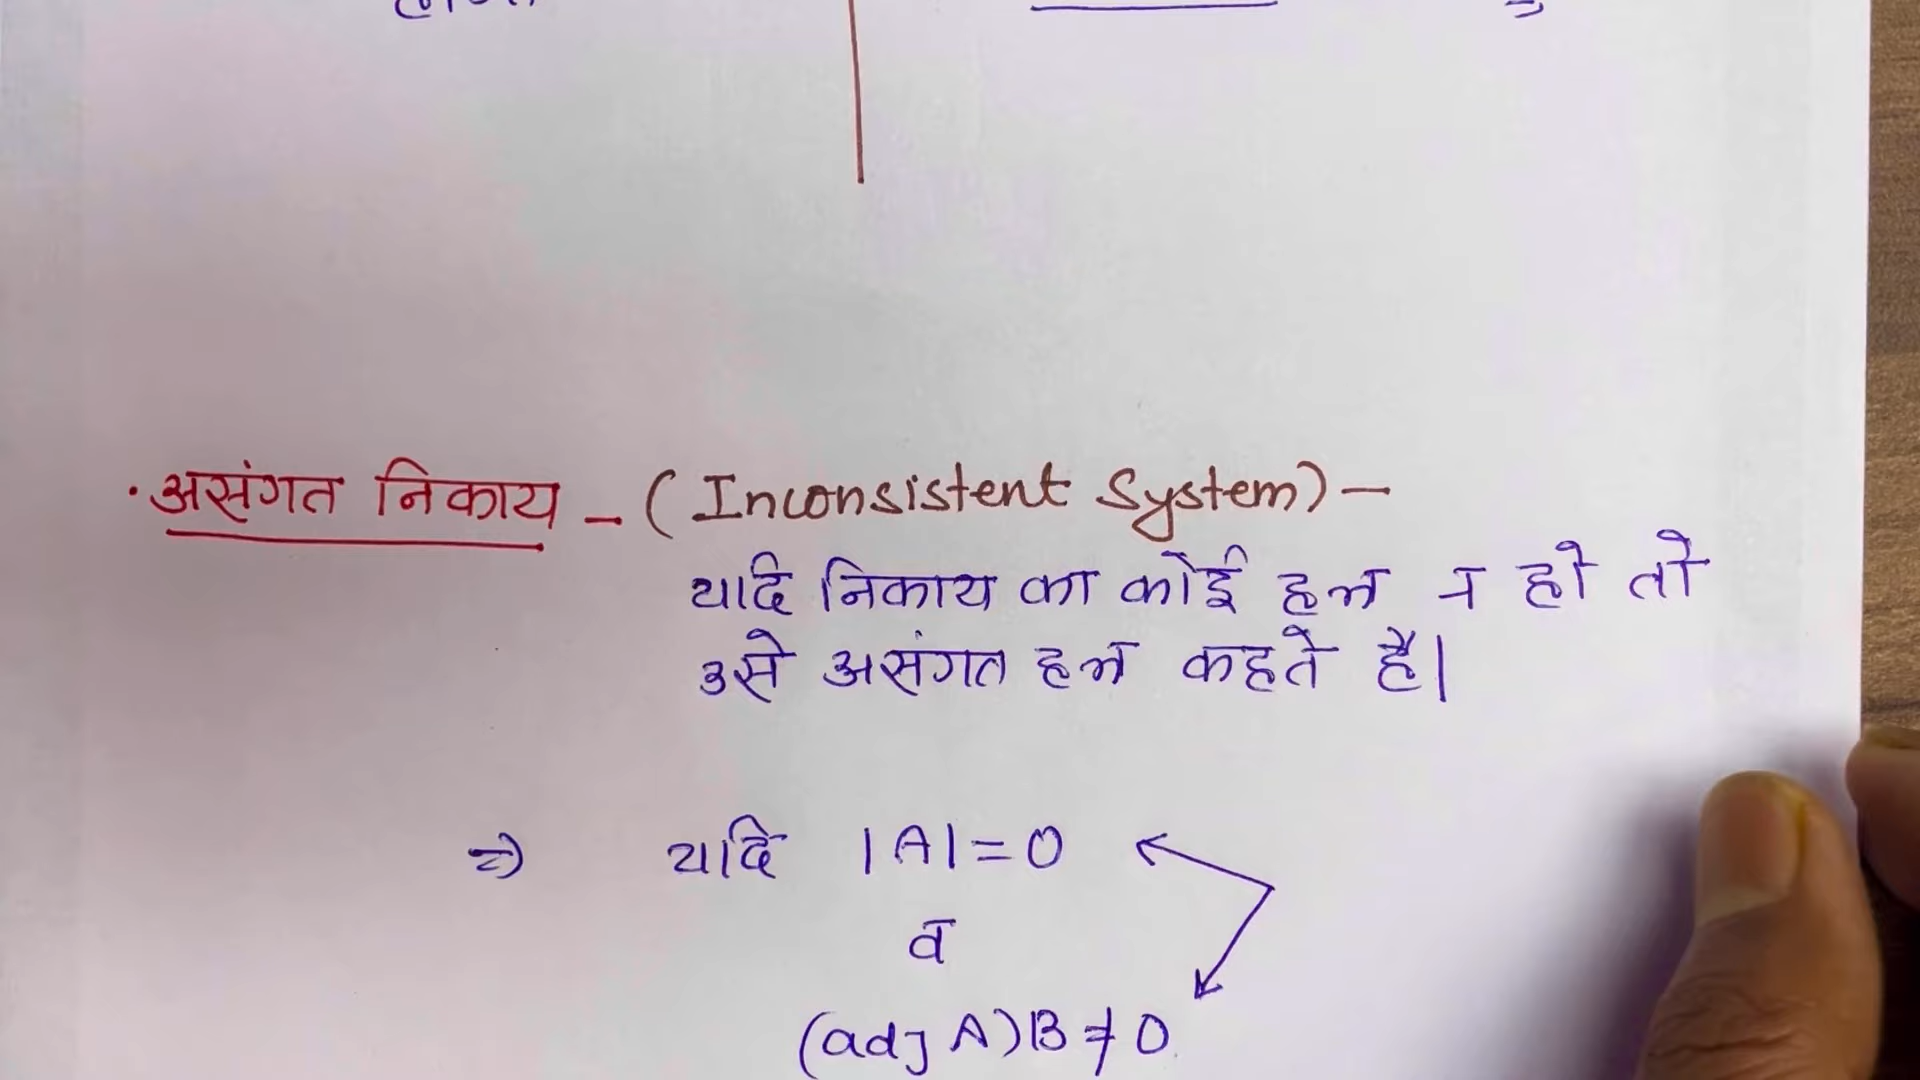 · असंगत निकाय - ( Inconsistent System) -
यदि निकाय का कोई हल न हो तो
उसे असंगत हल कहते है।
=> यदि |A| = 0
व
(adj A)B ≠ 0